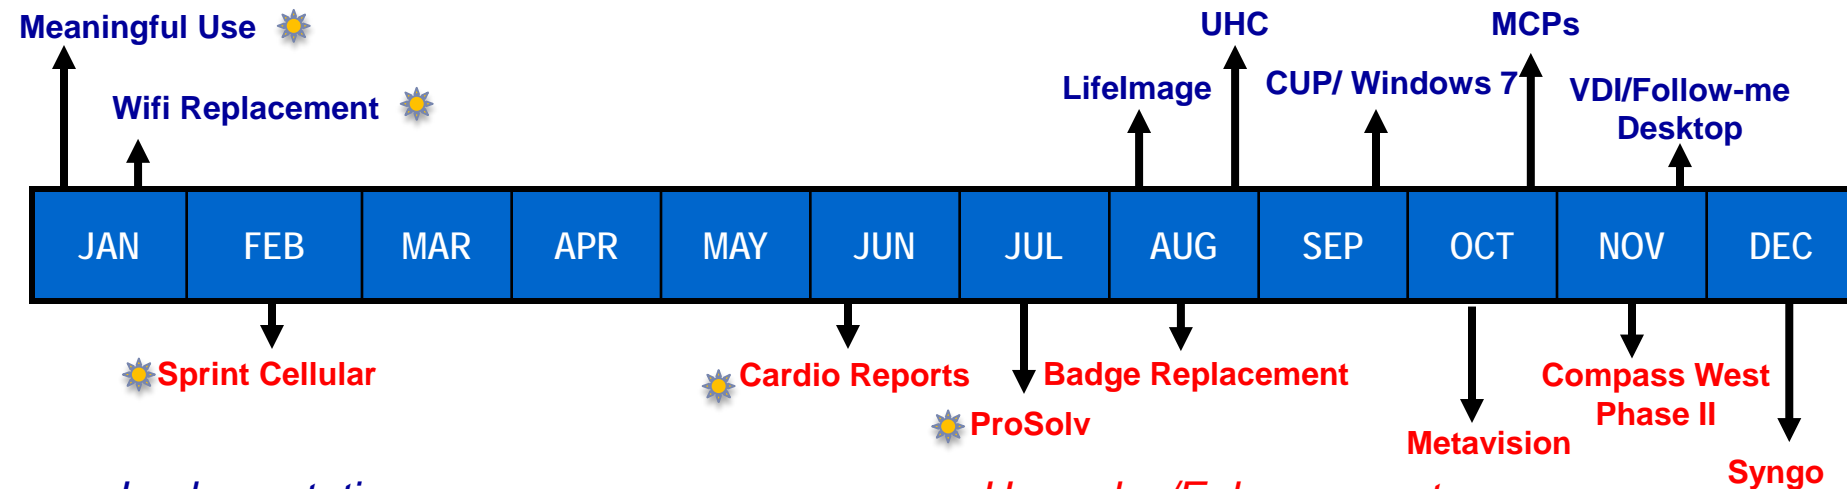 Meaningful Use
UHC
MCPs
Wifi Replacement
LifeImage
CUP/ Windows 7
VDI/Follow-me
Desktop
JAN FEB MAR APR MAY JUN JUL AUG SEP OCT NOV DEC
Sprint Cellular
Cardio Reports
Badge Replacement
Compass West
Phase II
ProSolv
Metavision
Syngo